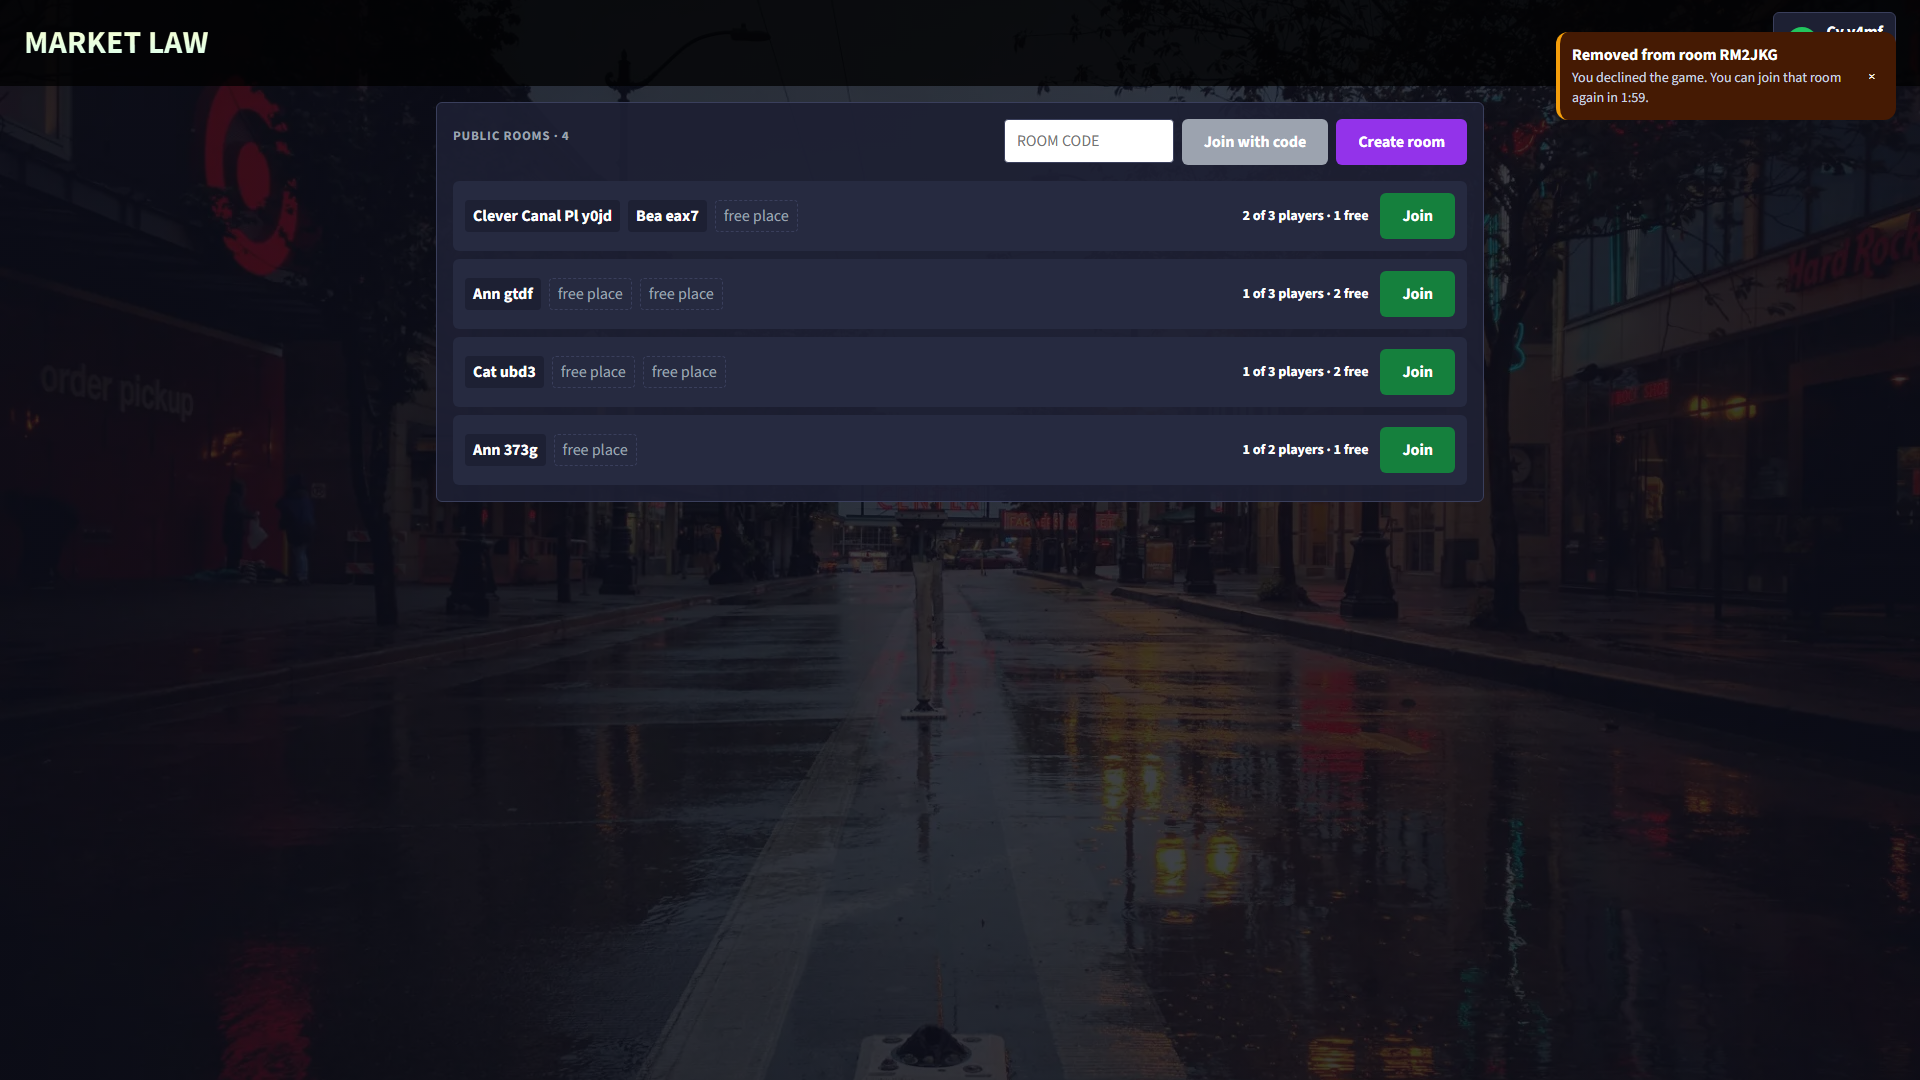 MARKET LAW
Removed from room RM2JKG
You declined the game. You can join that room
again in 1:59.
×
PUBLIC ROOMS · 4
ROOM CODE
Join with code
Create room
Clever Canal Pl y0jd
Bea eax7
free place
2 of 3 players · 1 free
Join
Ann gtdf
free place
free place
1 of 3 players · 2 free
Join
Cat ubd3
free place
free place
1 of 3 players · 2 free
Join
Ann 373g
free place
1 of 2 players · 1 free
Join
order pickup
Hard Rock